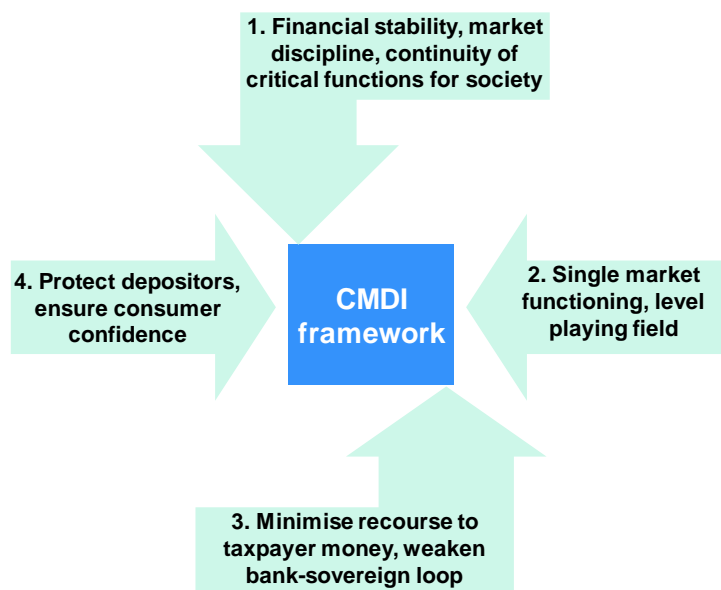 1. Financial stability, market
discipline, continuity of
critical functions for society
4. Protect depositors,
ensure consumer
confidence
CMDI
framework
2. Single market
functioning, level
playing field
3. Minimise recourse to
taxpayer money, weaken
bank-sovereign loop